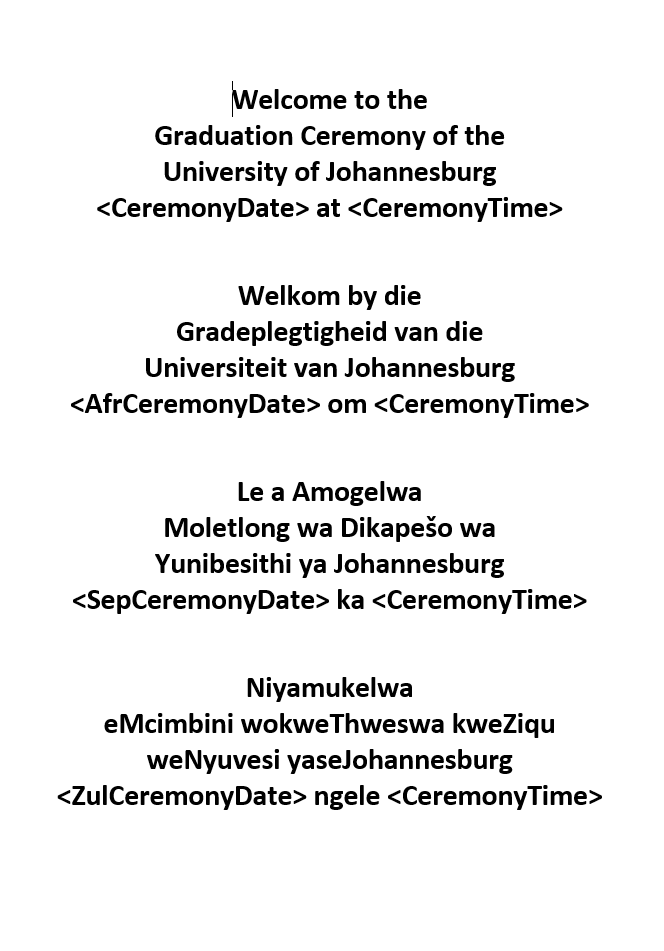 Welcome to the
Graduation Ceremony of the
University of Johannesburg
<CeremonyDate> at <CeremonyTime>
Welkom by die
Gradeplegtigheid van die
Universiteit van Johannesburg
<AfrCeremonyDate> om <CeremonyTime>
Le a Amogelwa
Moletlong wa Dikapešo wa
Yunibesithi ya Johannesburg
<SepCeremonyDate> ka <CeremonyTime>
Niyamukelwa
eMcimbini wokweThweswa kweZiqu
weNyuvesi yaseJohannesburg
<ZulCeremonyDate> ngele <CeremonyTime>